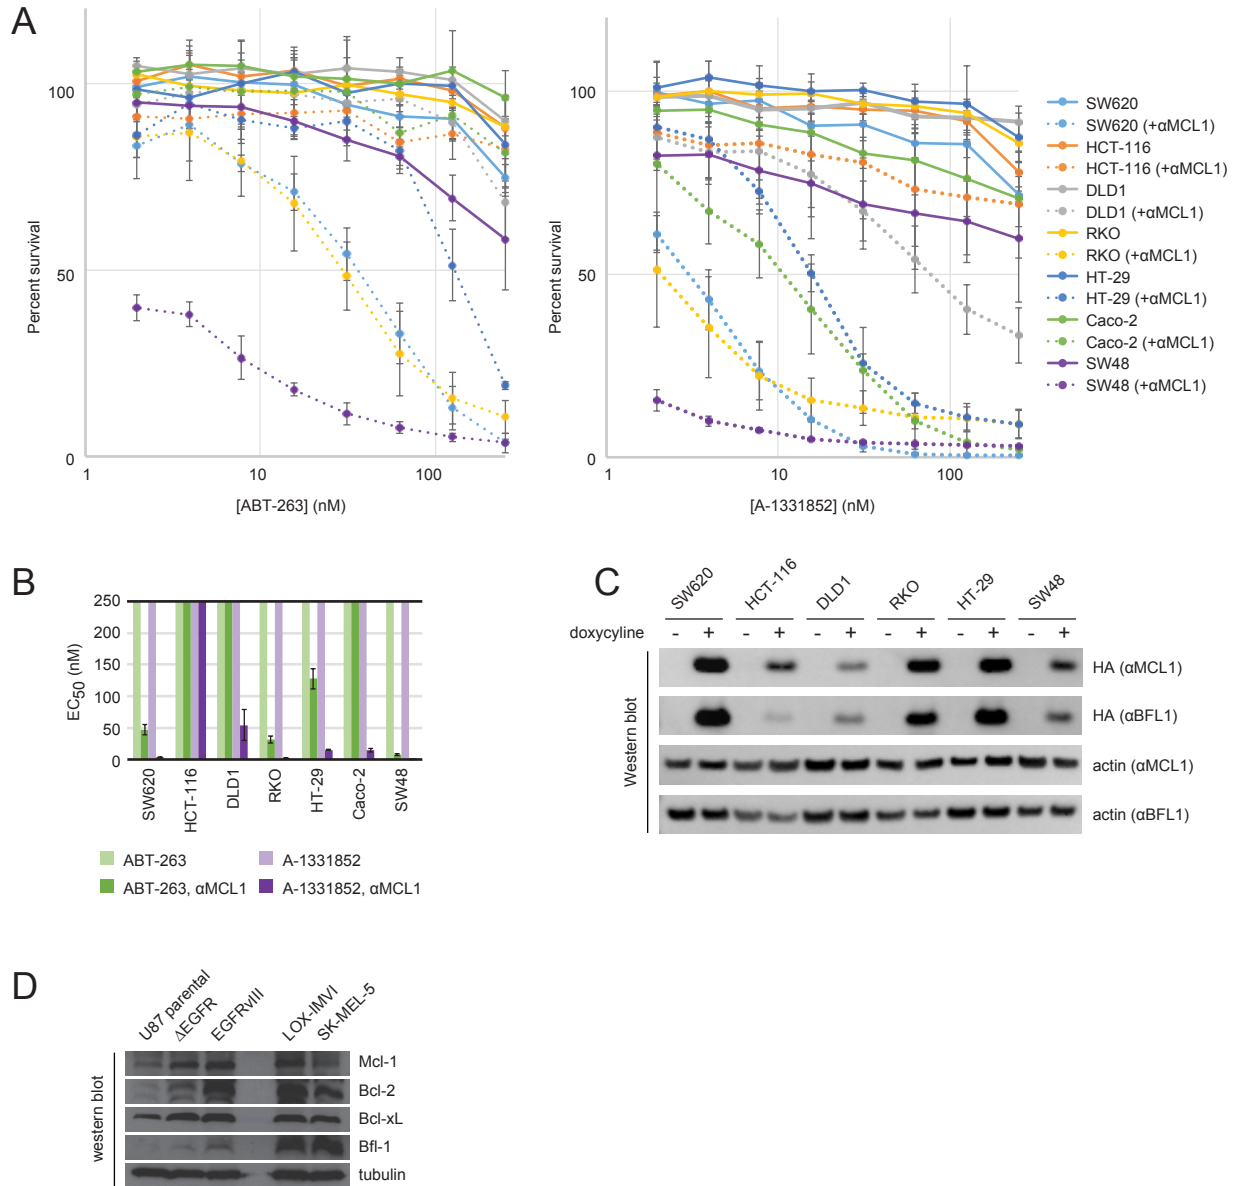 A
100
50
0
1
10
100
Percent survival
[ABT-263] (nM)
100
50
0
1
10
100
Percent survival
[A-1331852] (nM)
SW620
SW620 (+αMCL1)
HCT-116
HCT-116 (+αMCL1)
DLD1
DLD1 (+αMCL1)
RKO
RKO (+αMCL1)
HT-29
HT-29 (+αMCL1)
Caco-2
Caco-2 (+αMCL1)
SW48
SW48 (+αMCL1)
B
250
200
150
100
50
0
EC50 (nM)
SW620
HCT-116
DLD1
RKO
HT-29
Caco-2
SW48
ABT-263
A-1331852
ABT-263, αMCL1
A-1331852, αMCL1
C
SW620 HCT-116 DLD1 RKO HT-29 SW48
doxycyline - + - + - + - + - + - +
Western blot
HA (αMCL1)
HA (αBFL1)
actin (αMCL1)
actin (αBFL1)
D
U87 parental
ΔEGFR
EGFRvIII
LOX-IMVI
SK-MEL-5
western blot
Mcl-1
Bcl-2
Bcl-xL
Bfl-1
tubulin